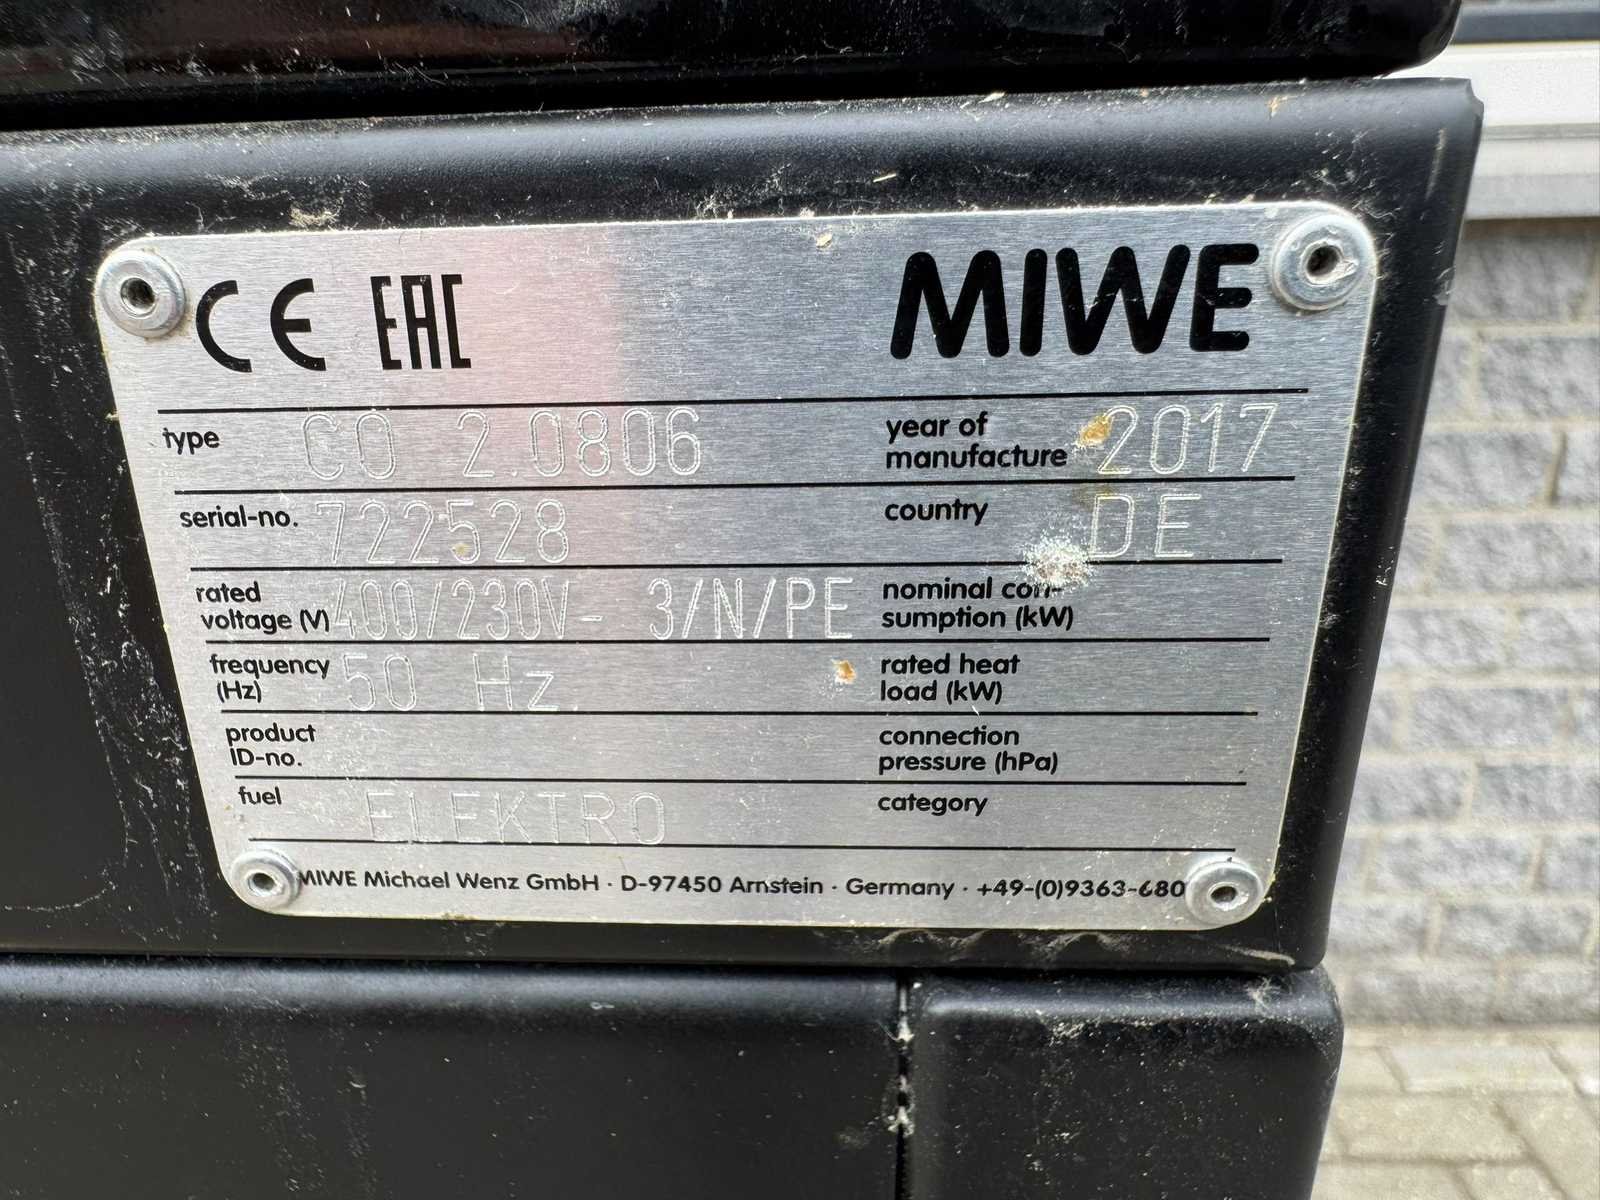 CE EAC MIWE
type CO 2.0806 year of manufacture 2017
serial-no. 722528 country DE
rated voltage (V) 400/230V- 3/N/PE nominal con-sumption (kW)
frequency (Hz) 50 Hz rated heat load (kW)
product ID-no. connection pressure (hPa)
fuel ELEKTRO category
MIWE Michael Wenz GmbH · D-97450 Arnstein · Germany · +49-(0)9363-680